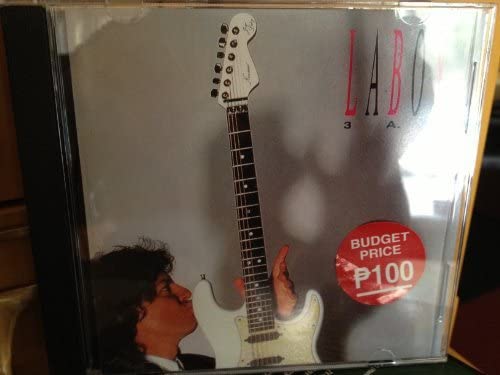 LABO
3 A.
BUDGET
PRICE
₱100